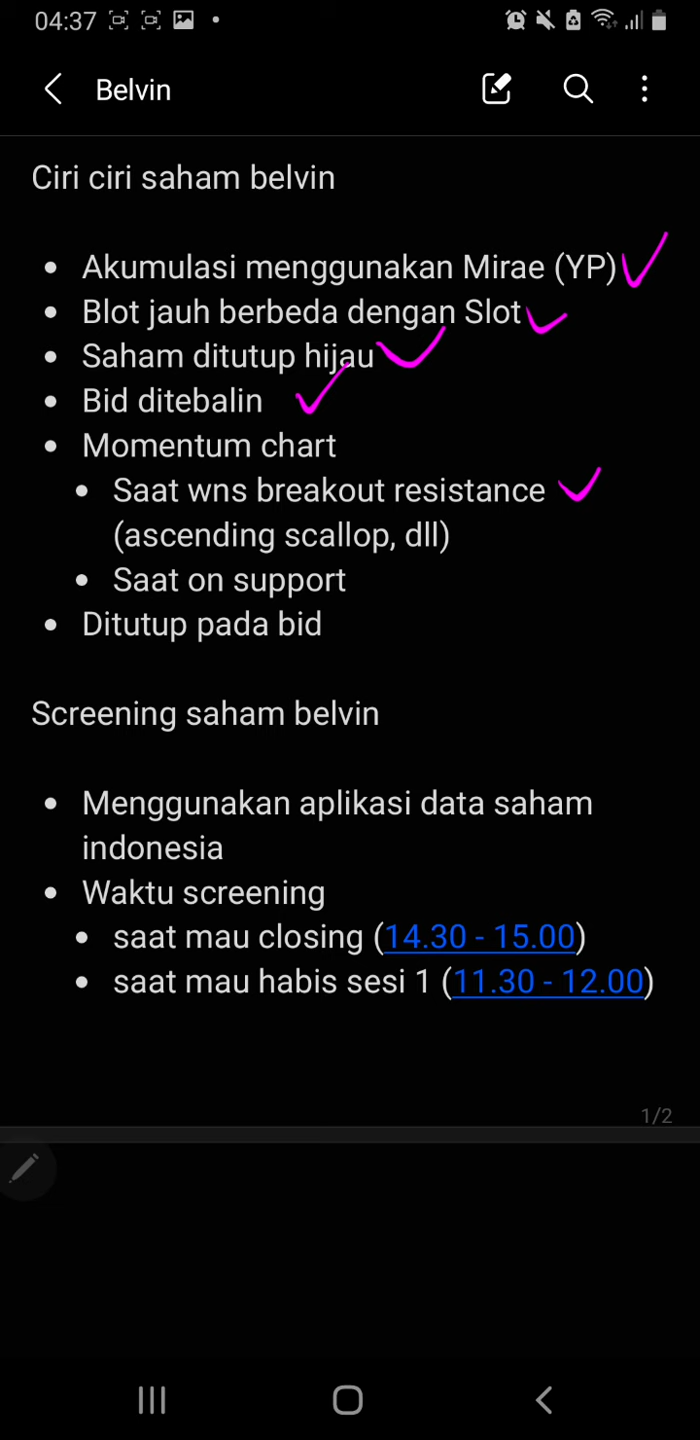 04:37
Belvin
Ciri ciri saham belvin
Akumulasi menggunakan Mirae (YP)
Blot jauh berbeda dengan Slot
Saham ditutup hijau
Bid ditebalin
Momentum chart
Saat wns breakout resistance
(ascending scallop, dll)
Saat on support
Ditutup pada bid
Screening saham belvin
Menggunakan aplikasi data saham
indonesia
Waktu screening
saat mau closing (14.30 - 15.00)
saat mau habis sesi 1 (11.30 - 12.00)
1/2